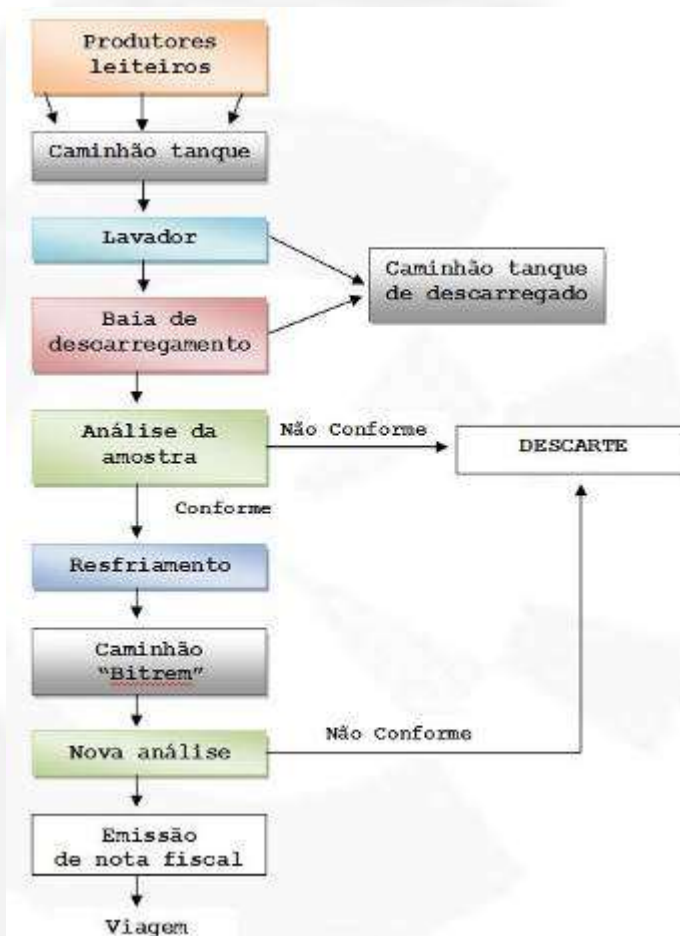 Produtores
leiteiros
Caminhão tanque
Lavador
Caminhão tanque
de descarregado
Baia de
descarregamento
Análise da
amostra
Não Conforme
DESCARTE
Conforme
Resfriamento
Caminhão
“Bitrem”
Nova análise
Não Conforme
Emissão
de nota fiscal
Viagem